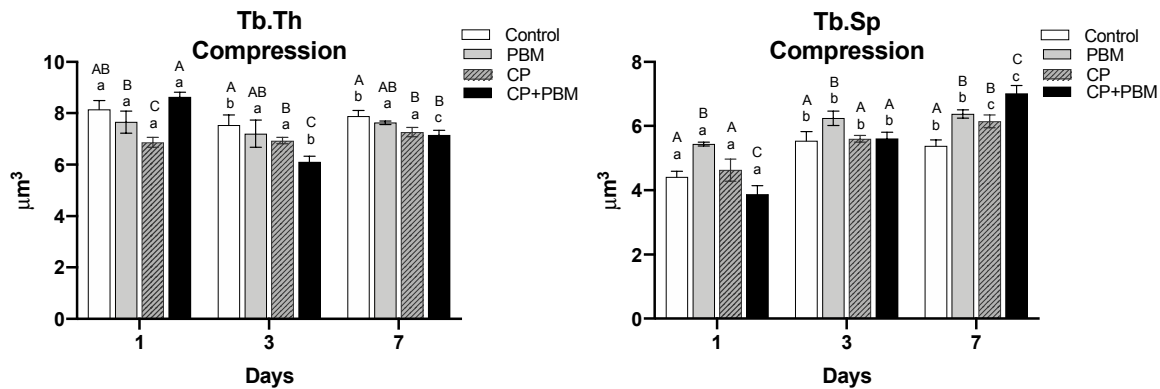 Tb.Th
Compression
Control
PBM
CP
CP+PBM
10
8
6
4
2
0
μm³
AB a
B a
C a
A a
A b
AB a
B a
C b
A b
AB a
B a
B c
1 3 7
Days
Tb.Sp
Compression
Control
PBM
CP
CP+PBM
8
6
4
2
0
μm³
A a
B a
A a
C a
A b
B b
A b
A b
A b
B b
B c
C c
1 3 7
Days